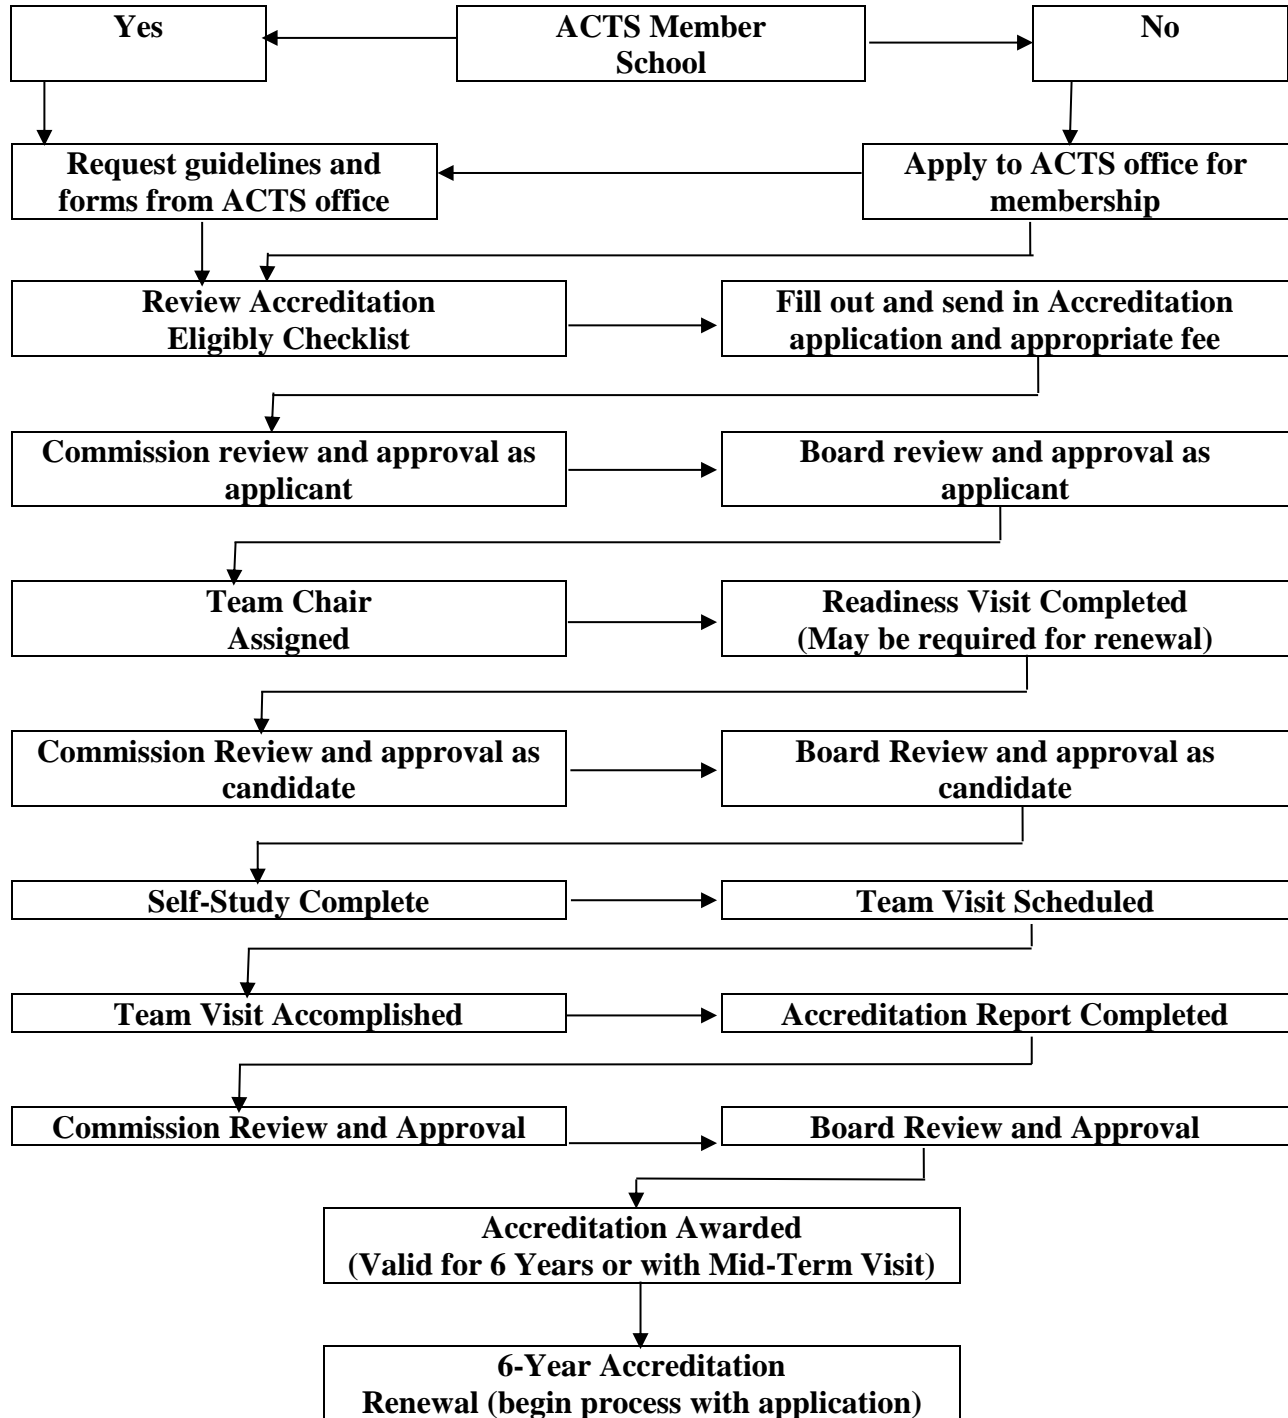 Yes
ACTS Member
School
No
Request guidelines and
forms from ACTS office
Apply to ACTS office for
membership
Review Accreditation
Eligibly Checklist
Fill out and send in Accreditation
application and appropriate fee
Commission review and approval as
applicant
Board review and approval as
applicant
Team Chair
Assigned
Readiness Visit Completed
(May be required for renewal)
Commission Review and approval as
candidate
Board Review and approval as
candidate
Self-Study Complete
Team Visit Scheduled
Team Visit Accomplished
Accreditation Report Completed
Commission Review and Approval
Board Review and Approval
Accreditation Awarded
(Valid for 6 Years or with Mid-Term Visit)
6-Year Accreditation
Renewal (begin process with application)